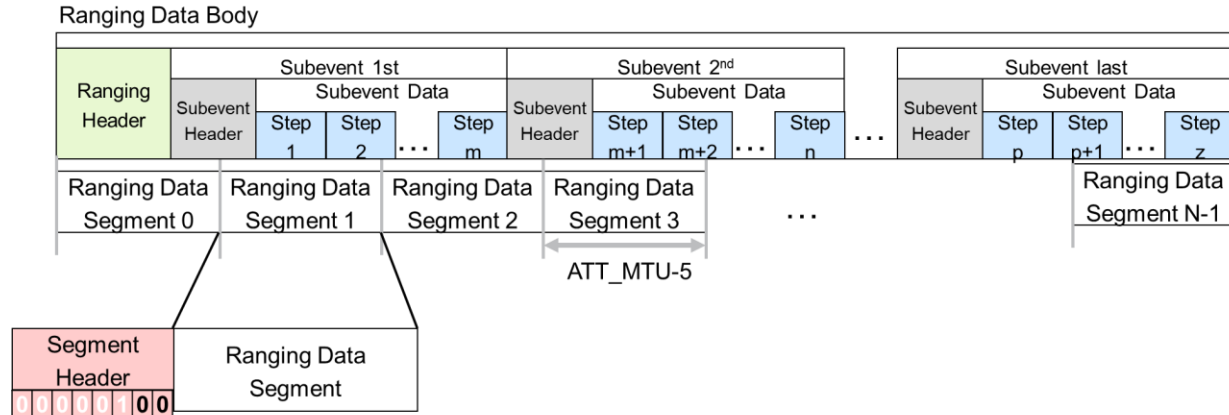 Ranging Data Body
Ranging
Header
Subevent 1st
Subevent 2nd
Subevent last
Subevent
Header
Subevent Data
Subevent
Header
Subevent Data
Subevent
Header
Subevent Data
Step
1
Step
2
...
Step
m
Step
m+1
Step
m+2
...
Step
n
...
Step
p
Step
p+1
...
Step
z
Ranging Data
Segment 0
Ranging Data
Segment 1
Ranging Data
Segment 2
Ranging Data
Segment 3
...
Ranging Data
Segment N-1
ATT_MTU-5
Segment
Header
Ranging Data
Segment
0 0 0 0 0 1 0 0